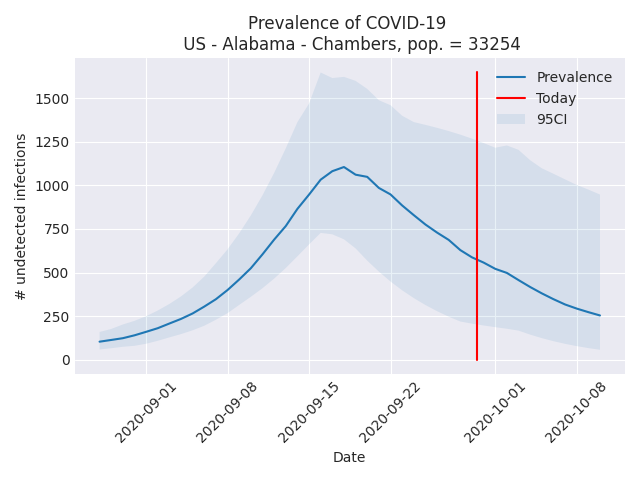 Prevalence of COVID-19
US - Alabama - Chambers, pop. = 33254
Prevalence
Today
95CI
# undetected infections
1500
1250
1000
750
500
250
0
2020-09-01
2020-09-08
2020-09-15
2020-09-22
2020-10-01
2020-10-08
Date